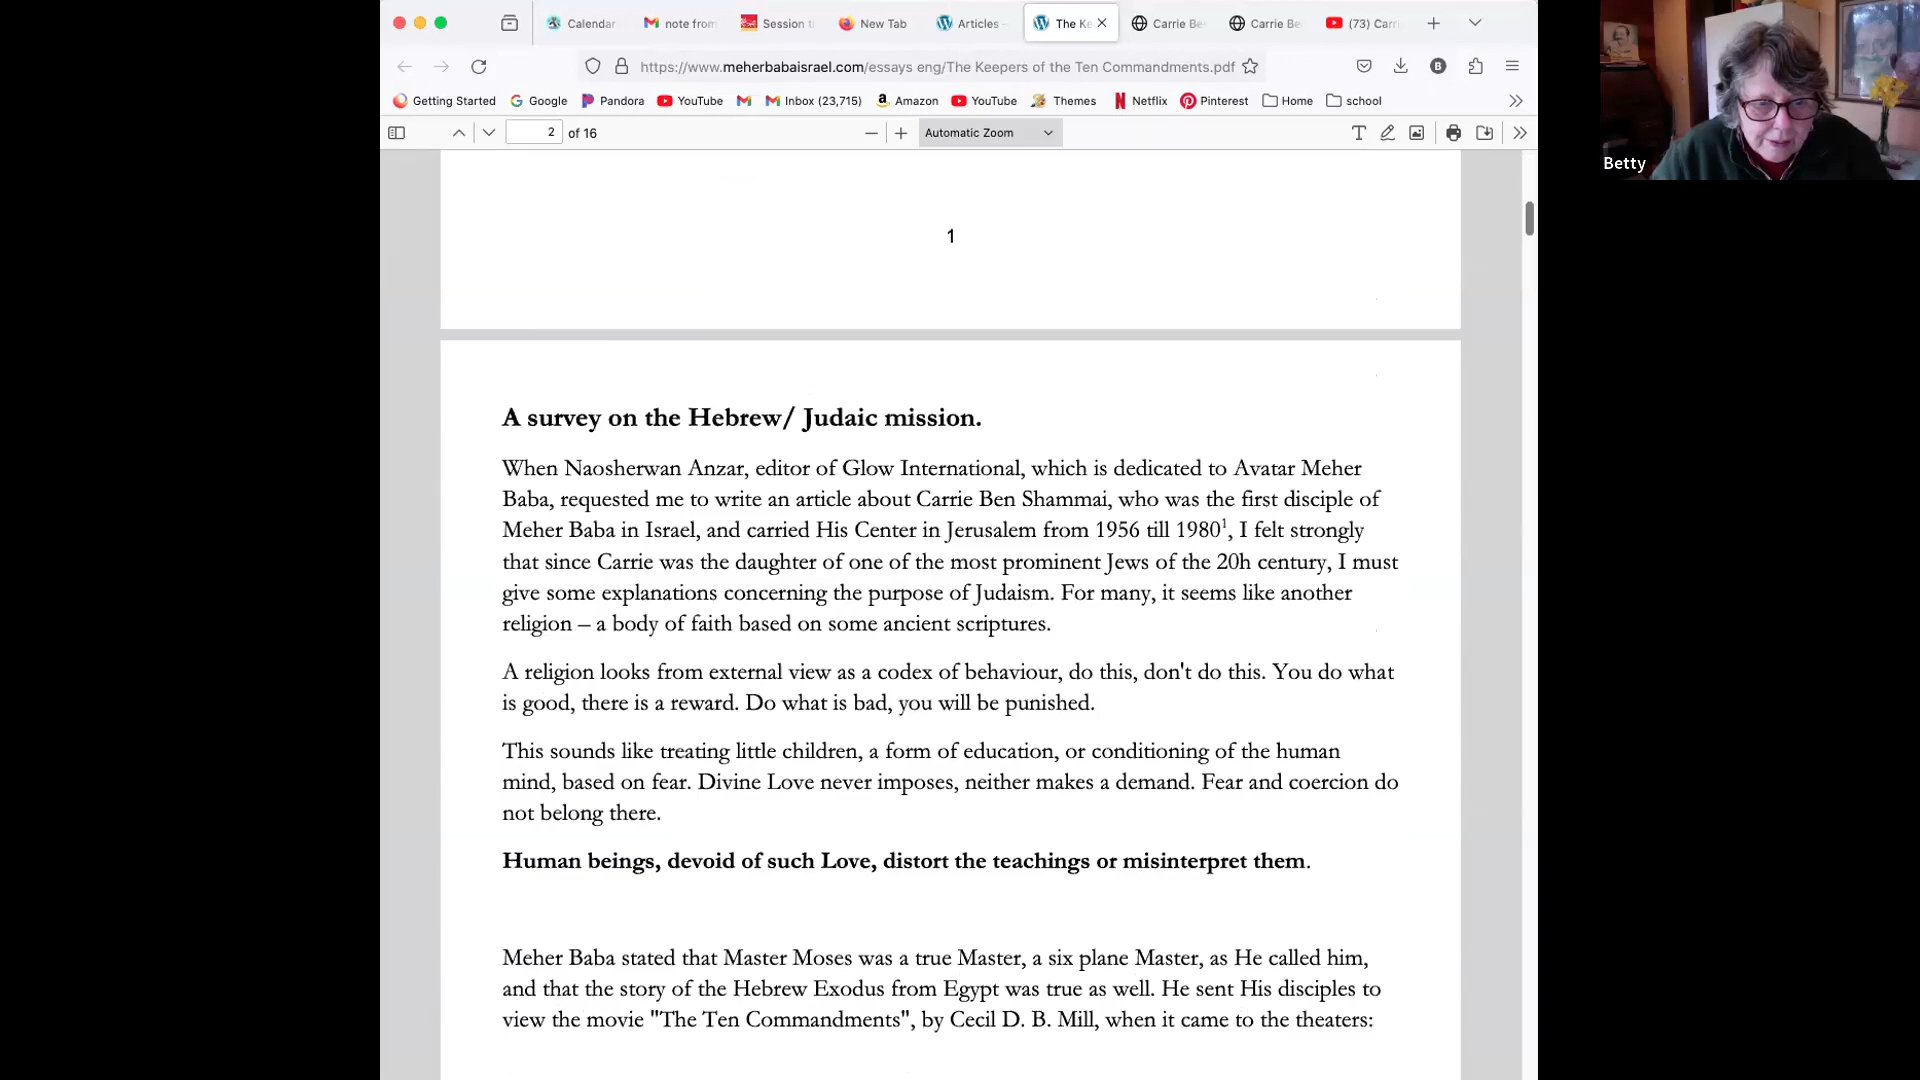 Calendar
note from
Session t
New Tab
Articles –
The Ke
Carrie Be
Carrie Be
(73) Carri
https://www.meherbabaisrael.com/essays eng/The Keepers of the Ten Commandments.pdf
Getting Started
Google
Pandora
YouTube
Inbox (23,715)
Amazon
YouTube
Themes
Netflix
Pinterest
Home
school
2 of 16
Automatic Zoom
Betty
1
A survey on the Hebrew/ Judaic mission.
When Naosherwan Anzar, editor of Glow International, which is dedicated to Avatar Meher
Baba, requested me to write an article about Carrie Ben Shammai, who was the first disciple of
Meher Baba in Israel, and carried His Center in Jerusalem from 1956 till 1980¹, I felt strongly
that since Carrie was the daughter of one of the most prominent Jews of the 20h century, I must
give some explanations concerning the purpose of Judaism. For many, it seems like another
religion – a body of faith based on some ancient scriptures.
A religion looks from external view as a codex of behaviour, do this, don't do this. You do what
is good, there is a reward. Do what is bad, you will be punished.
This sounds like treating little children, a form of education, or conditioning of the human
mind, based on fear. Divine Love never imposes, neither makes a demand. Fear and coercion do
not belong there.
Human beings, devoid of such Love, distort the teachings or misinterpret them.
Meher Baba stated that Master Moses was a true Master, a six plane Master, as He called him,
and that the story of the Hebrew Exodus from Egypt was true as well. He sent His disciples to
view the movie "The Ten Commandments", by Cecil D. B. Mill, when it came to the theaters: